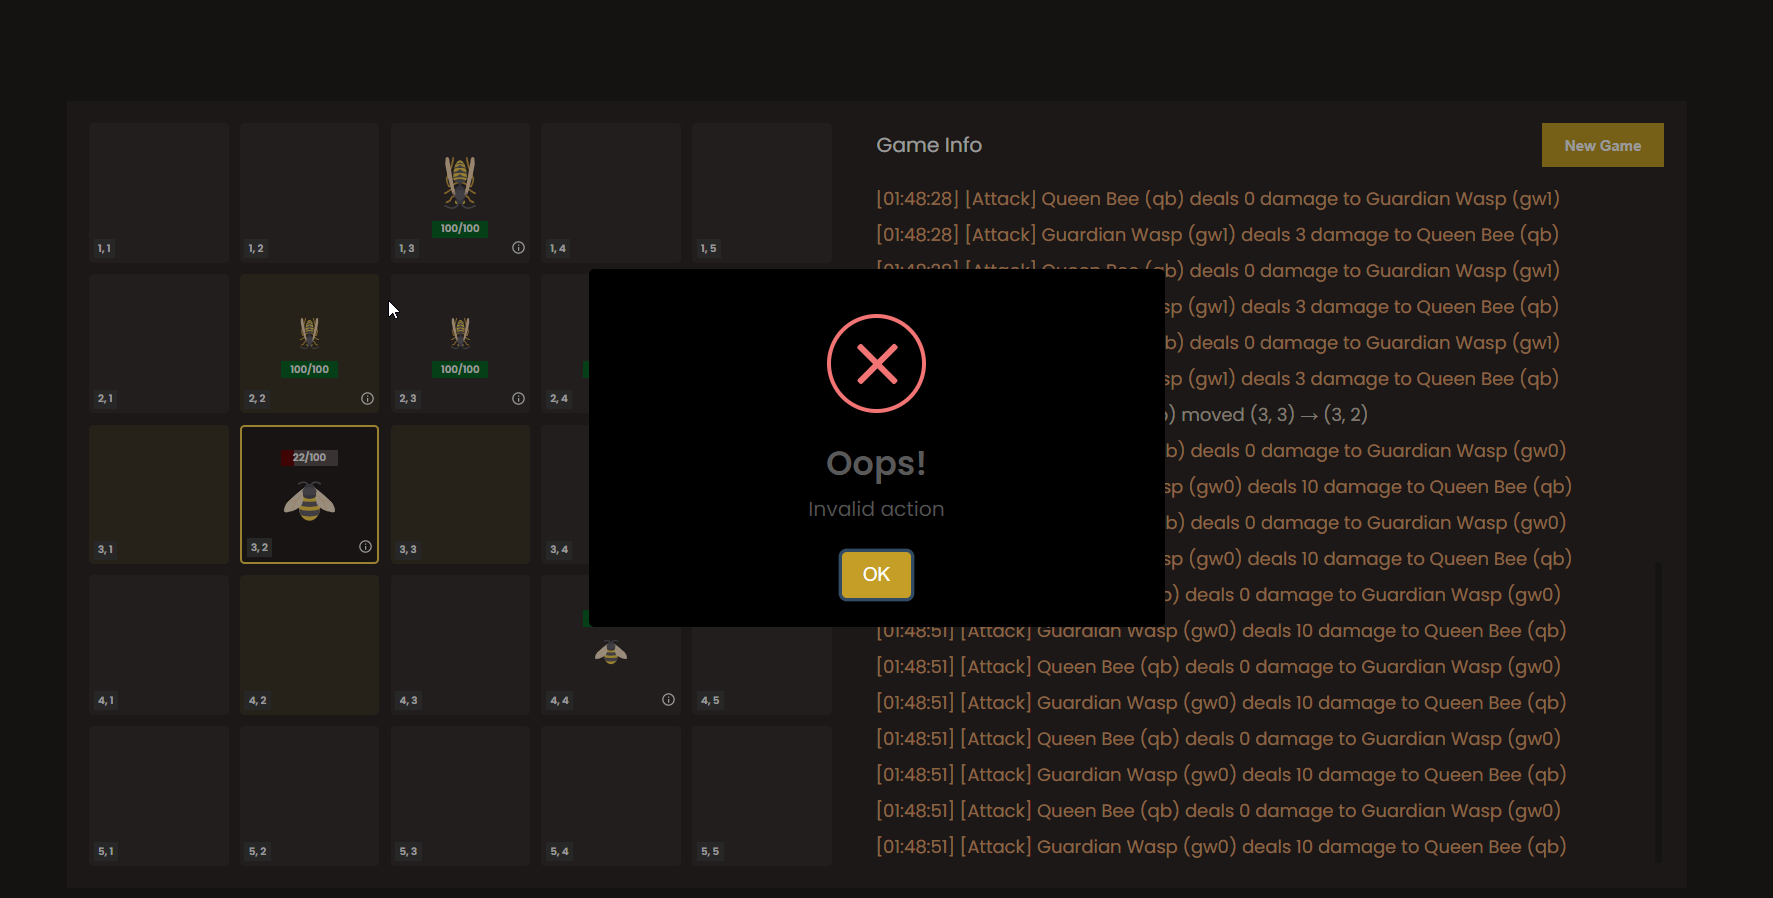 Game Info
New Game
[01:48:28] [Attack] Queen Bee (qb) deals 0 damage to Guardian Wasp (gw1)
[01:48:28] [Attack] Guardian Wasp (gw1) deals 3 damage to Queen Bee (qb)
b) deals 0 damage to Guardian Wasp (gw1)
sp (gw1) deals 3 damage to Queen Bee (qb)
b) deals 0 damage to Guardian Wasp (gw1)
sp (gw1) deals 3 damage to Queen Bee (qb)
) moved (3, 3) → (3, 2)
b) deals 0 damage to Guardian Wasp (gw0)
sp (gw0) deals 10 damage to Queen Bee (qb)
b) deals 0 damage to Guardian Wasp (gw0)
sp (gw0) deals 10 damage to Queen Bee (qb)
) deals 0 damage to Guardian Wasp (gw0)
[01:48:51] [Attack] Guardian Wasp (gw0) deals 10 damage to Queen Bee (qb)
[01:48:51] [Attack] Queen Bee (qb) deals 0 damage to Guardian Wasp (gw0)
[01:48:51] [Attack] Guardian Wasp (gw0) deals 10 damage to Queen Bee (qb)
[01:48:51] [Attack] Queen Bee (qb) deals 0 damage to Guardian Wasp (gw0)
[01:48:51] [Attack] Guardian Wasp (gw0) deals 10 damage to Queen Bee (qb)
[01:48:51] [Attack] Queen Bee (qb) deals 0 damage to Guardian Wasp (gw0)
[01:48:51] [Attack] Guardian Wasp (gw0) deals 10 damage to Queen Bee (qb)
100/100
1, 1
1, 2
1, 3
1, 4
1, 5
100/100
100/100
2, 1
2, 2
2, 3
2, 4
22/100
3, 1
3, 2
3, 3
3, 4
4, 1
4, 2
4, 3
4, 4
4, 5
5, 1
5, 2
5, 3
5, 4
5, 5
Oops!
Invalid action
OK